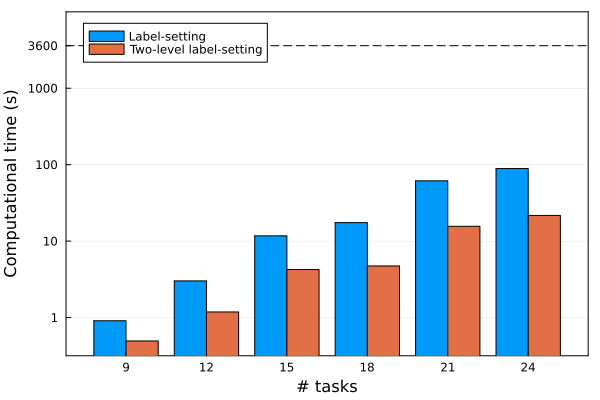 Label-setting
Two-level label-setting
Computational time (s)
3600
1000
100
10
1
9 12 15 18 21 24
# tasks